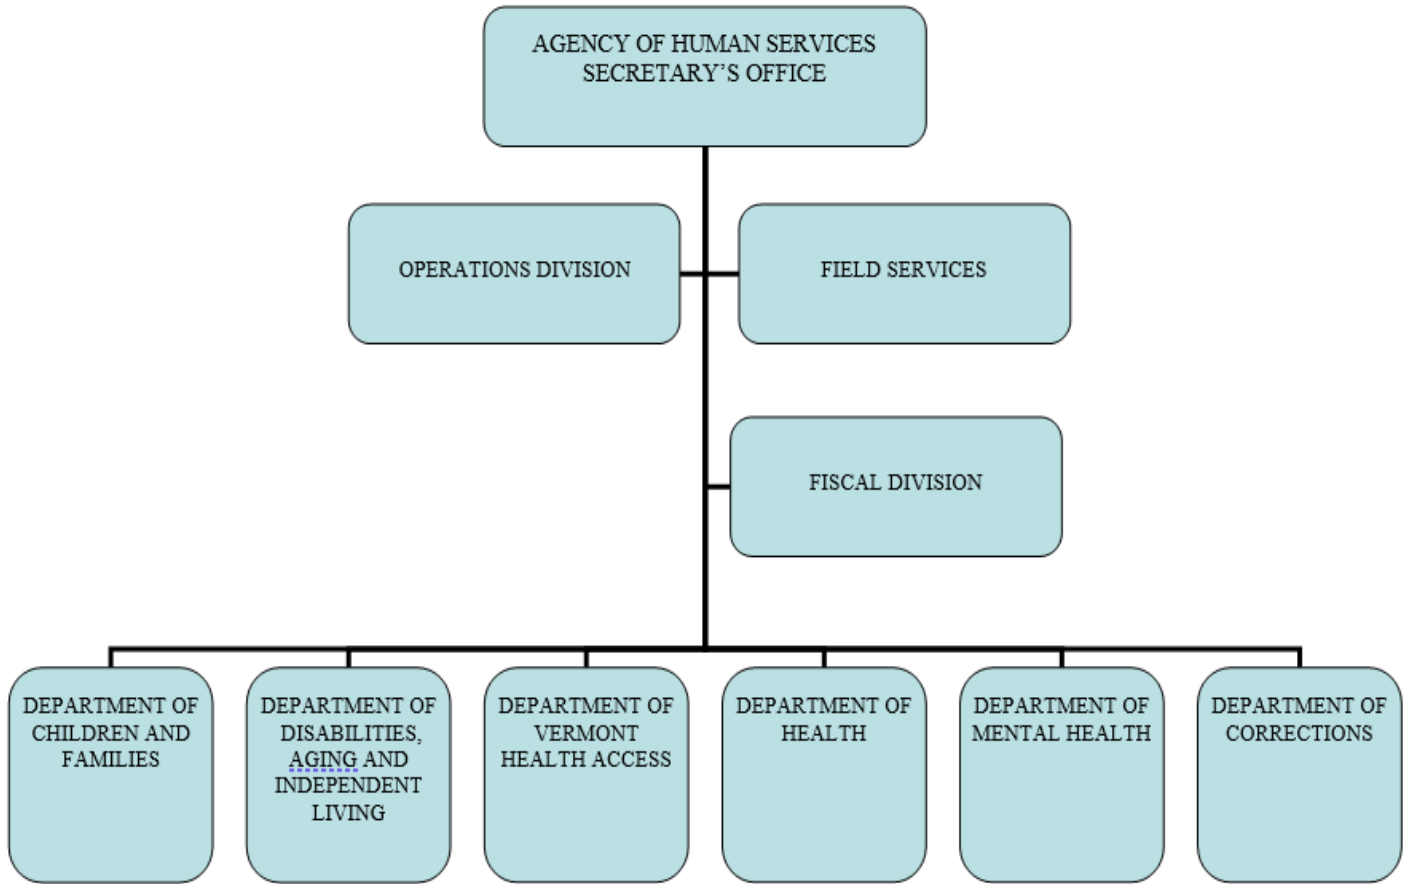 AGENCY OF HUMAN SERVICES
SECRETARY’S OFFICE
OPERATIONS DIVISION
FIELD SERVICES
FISCAL DIVISION
DEPARTMENT OF
CHILDREN AND
FAMILIES
DEPARTMENT OF
DISABILITIES,
AGING AND
INDEPENDENT
LIVING
DEPARTMENT OF
VERMONT
HEALTH ACCESS
DEPARTMENT OF
HEALTH
DEPARTMENT OF
MENTAL HEALTH
DEPARTMENT OF
CORRECTIONS